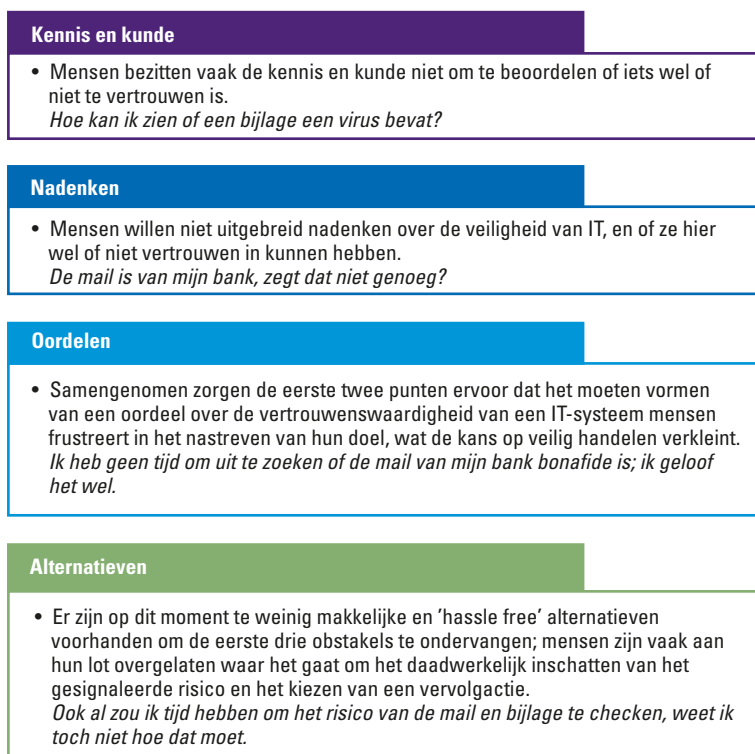 Kennis en kunde
• Mensen bezitten vaak de kennis en kunde niet om te beoordelen of iets wel of
niet te vertrouwen is.
Hoe kan ik zien of een bijlage een virus bevat?
Nadenken
• Mensen willen niet uitgebreid nadenken over de veiligheid van IT, en of ze hier
wel of niet vertrouwen in kunnen hebben.
De mail is van mijn bank, zegt dat niet genoeg?
Oordelen
• Samengenomen zorgen de eerste twee punten ervoor dat het moeten vormen
van een oordeel over de vertrouwenswaardigheid van een IT-systeem mensen
frustreert in het nastreven van hun doel, wat de kans op veilig handelen verkleint.
Ik heb geen tijd om uit te zoeken of de mail van mijn bank bonafide is; ik geloof
het wel.
Alternatieven
• Er zijn op dit moment te weinig makkelijke en 'hassle free' alternatieven
voorhanden om de eerste drie obstakels te ondervangen; mensen zijn vaak aan
hun lot overgelaten waar het gaat om het daadwerkelijk inschatten van het
gesignaleerde risico en het kiezen van een vervolgactie.
Ook al zou ik tijd hebben om het risico van de mail en bijlage te checken, weet ik
toch niet hoe dat moet.